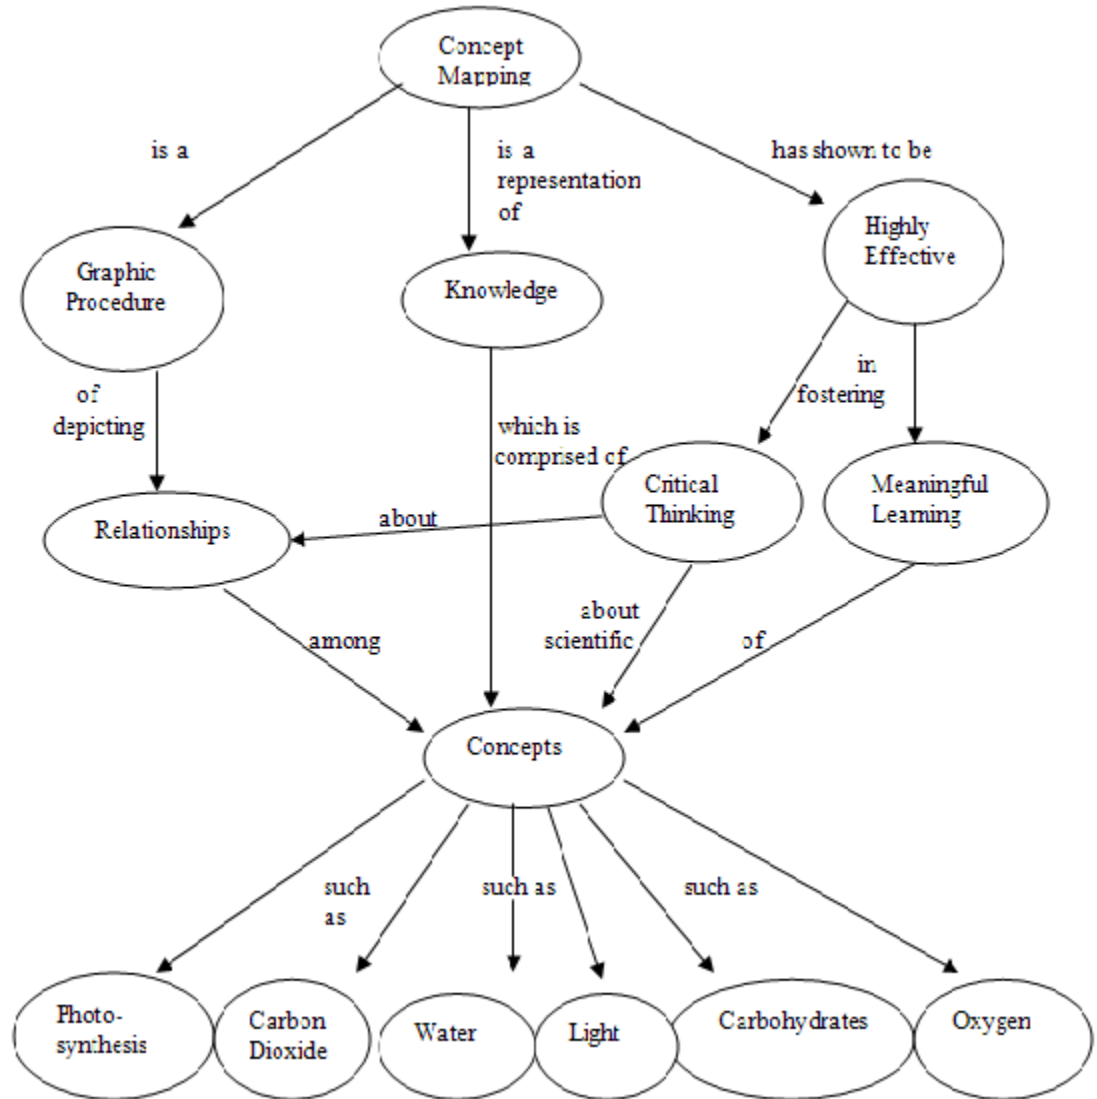 Concept
Mapping
is a
is a
representation
of
has shown to be
Graphic
Procedure
Knowledge
Highly
Effective
of
depicting
which is
comprised of
in
fostering
Relationships
about
Critical
Thinking
Meaningful
Learning
among
about
scientific
of
Concepts
such
as
such as
such as
Photo-
synthesis
Carbon
Dioxide
Water
Light
Carbohydrates
Oxygen